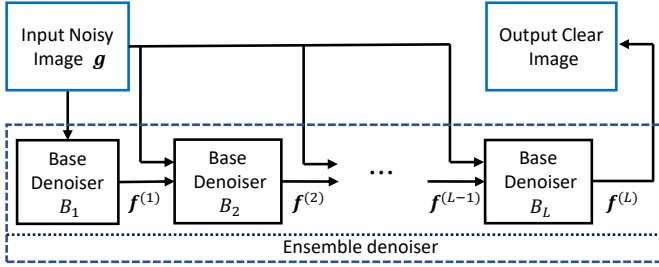 Input Noisy
Image g
Output Clear
Image
Base
Denoiser
B₁
f⁽¹⁾
Base
Denoiser
B₂
f⁽²⁾
...
f⁽ᴸ⁻¹⁾
Base
Denoiser
B_L
f⁽ᴸ⁾
Ensemble denoiser